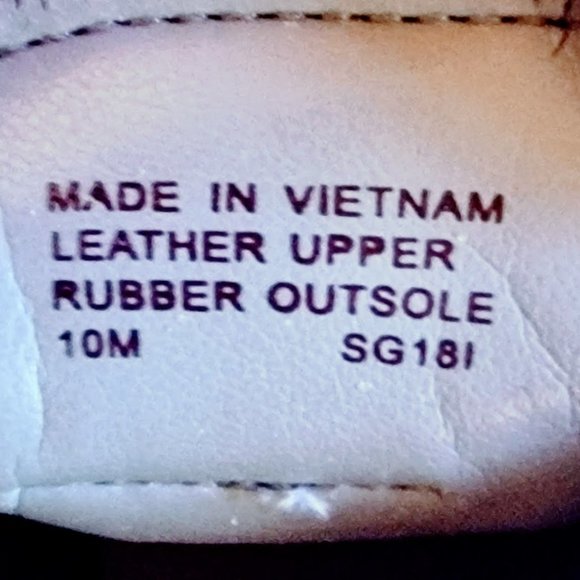 MADE IN VIETNAM
LEATHER UPPER
RUBBER OUTSOLE
10M SG18I